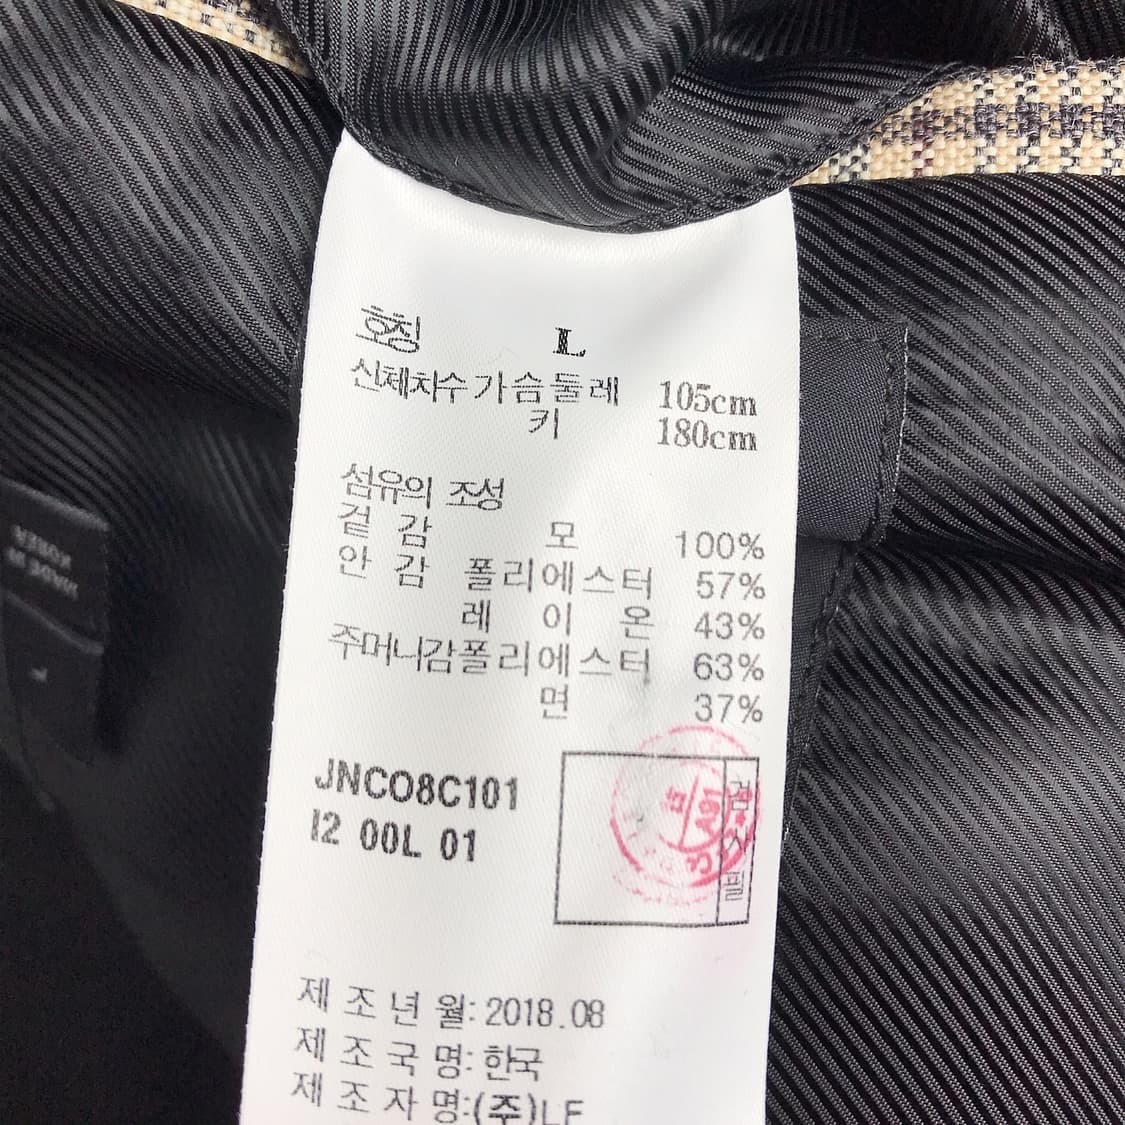 호칭 L
신체치수 가슴둘레 105cm
키 180cm
섬유의 조성
겉 감 모 100%
안 감 폴리에스터 57%
레 이 온 43%
주머니감폴리에스터 63%
면 37%
JNCO8C101
I2 00L 01
검사필
제 조 년 월: 2018.08
제 조 국 명: 한국
제 조 자 명:(주)LF
MADE IN
KOREA
L